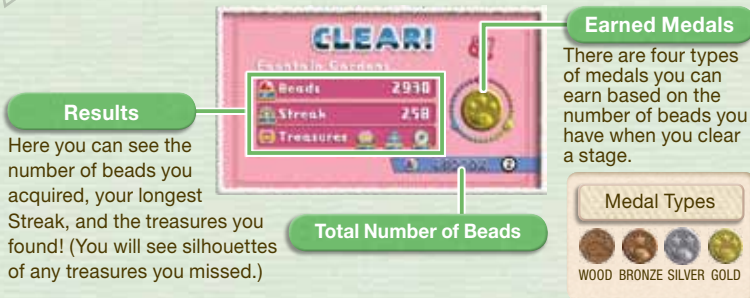 CLEAR!
Fountain Gardens
Beads 2930
Streak 258
Treasures
Results
Here you can see the
number of beads you
acquired, your longest
Streak, and the treasures you
found! (You will see silhouettes
of any treasures you missed.)
Total Number of Beads
Earned Medals
There are four types
of medals you can
earn based on the
number of beads you
have when you clear
a stage.
Medal Types
WOOD BRONZE SILVER GOLD